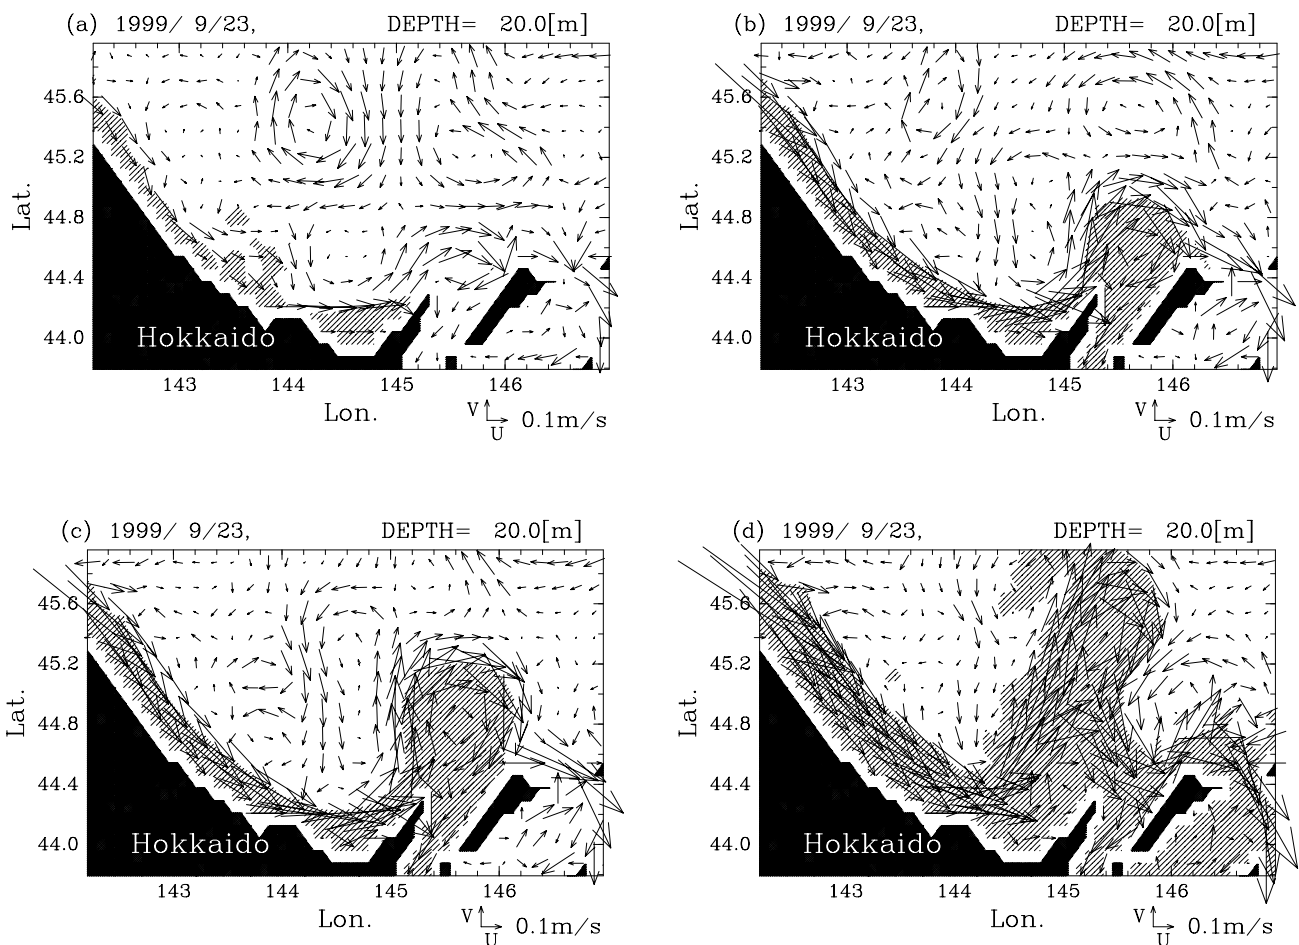 (a) 1999/ 9/23, DEPTH= 20.0[m]
45.6
45.2
44.8
44.4
44.0
Lat.
Hokkaido
143 144 145 146
Lon.
V
U 0.1m/s
(b) 1999/ 9/23, DEPTH= 20.0[m]
45.6
45.2
44.8
44.4
44.0
Lat.
Hokkaido
143 144 145 146
Lon.
V
U 0.1m/s
(c) 1999/ 9/23, DEPTH= 20.0[m]
45.6
45.2
44.8
44.4
44.0
Lat.
Hokkaido
143 144 145 146
Lon.
V
U 0.1m/s
(d) 1999/ 9/23, DEPTH= 20.0[m]
45.6
45.2
44.8
44.4
44.0
Lat.
Hokkaido
143 144 145 146
Lon.
V
U 0.1m/s